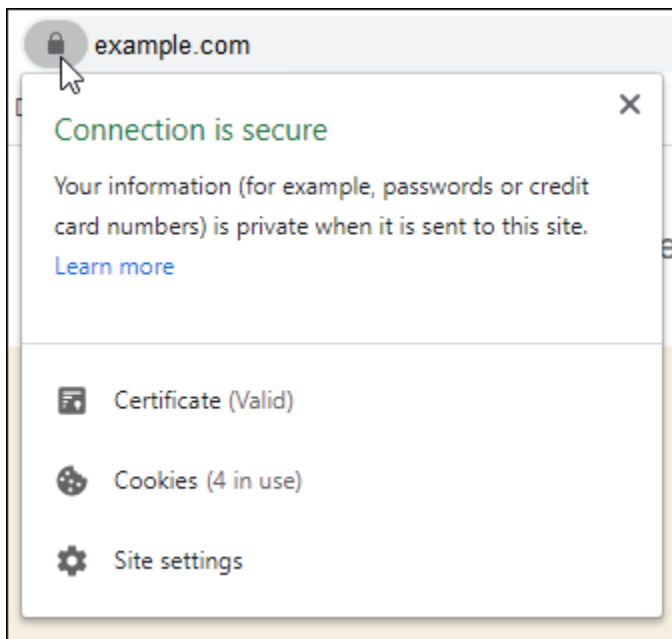 example.com
Connection is secure
Your information (for example, passwords or credit
card numbers) is private when it is sent to this site.
Learn more
Certificate (Valid)
Cookies (4 in use)
Site settings